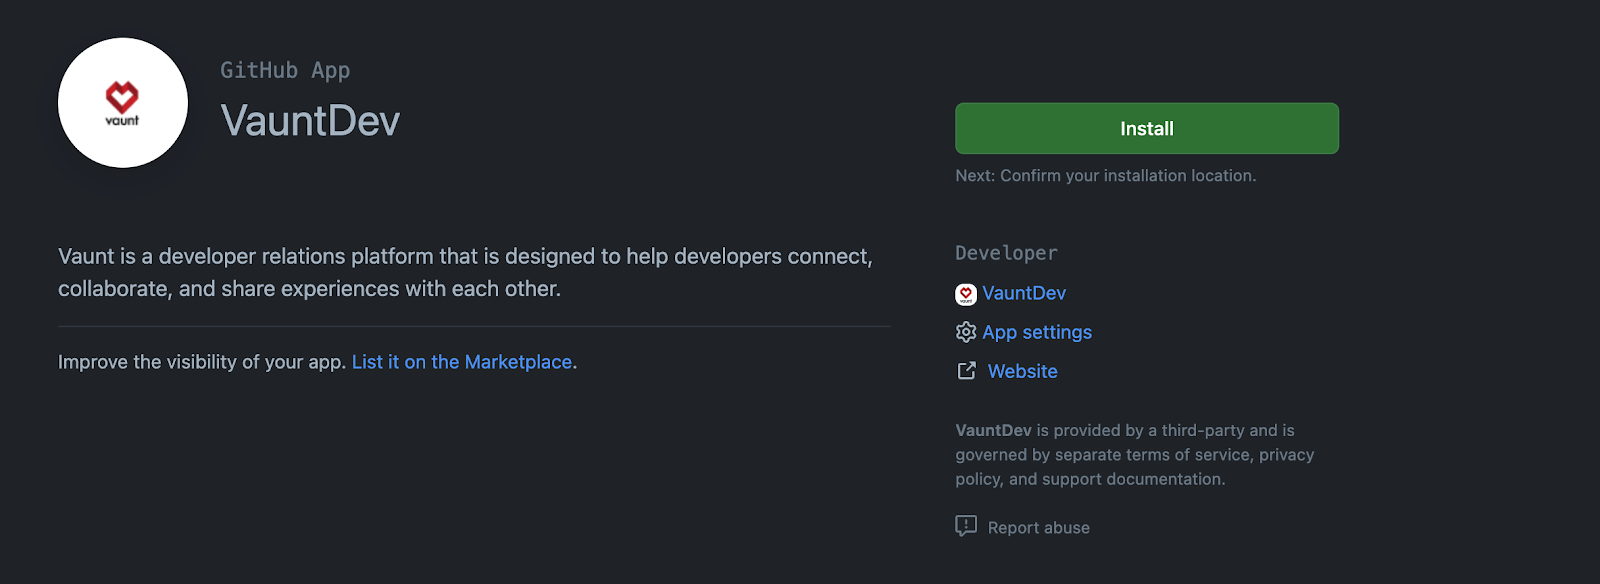 GitHub App
VauntDev
vaunt
Install
Next: Confirm your installation location.
Vaunt is a developer relations platform that is designed to help developers connect,
collaborate, and share experiences with each other.
Improve the visibility of your app. List it on the Marketplace.
Developer
VauntDev
App settings
Website
VauntDev is provided by a third-party and is
governed by separate terms of service, privacy
policy, and support documentation.
Report abuse